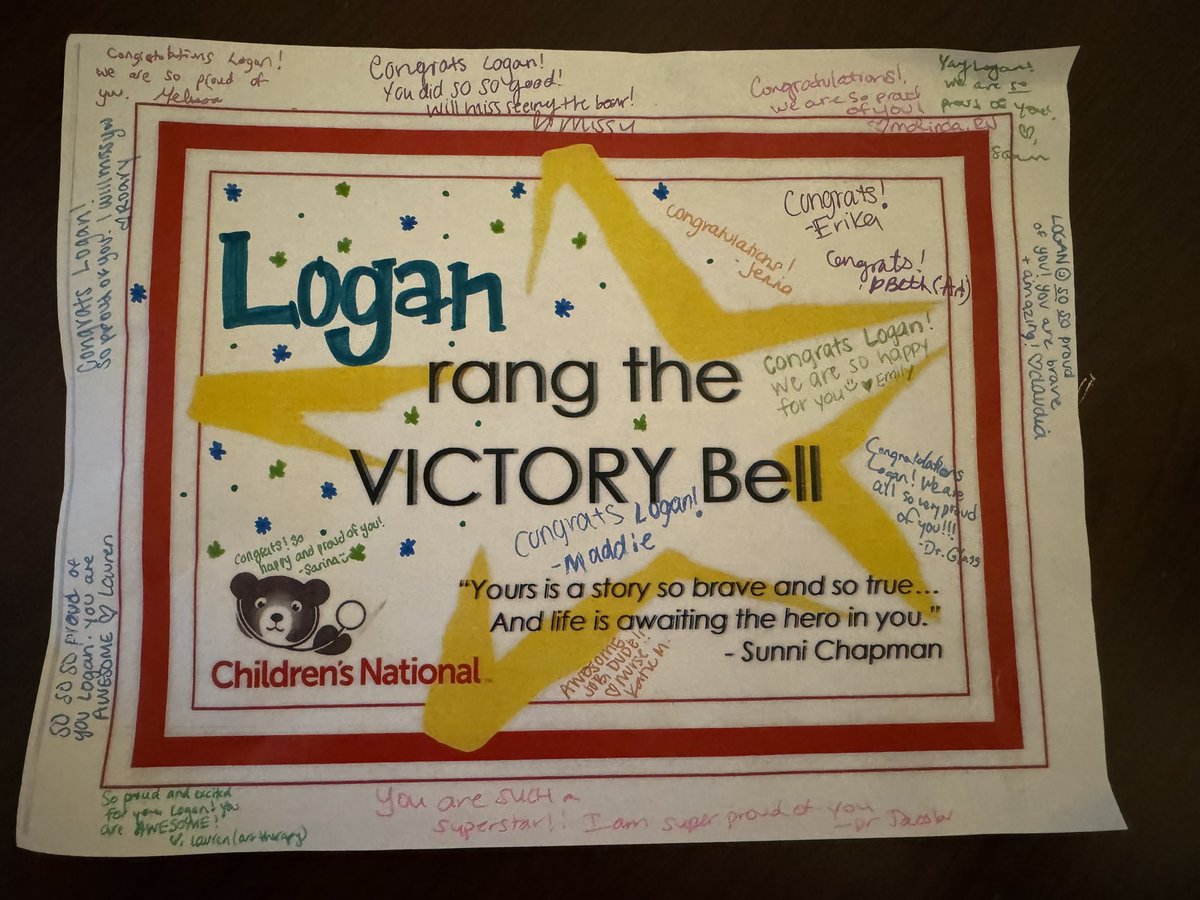 Congratulations Logan!
we are so proud of
you. Melissa
Congrats Logan!
You did so so good!
Will miss seeing the bear!
♡ Missy
Congratulations!
we are so proud
of you!
Melinda, RN
Yay Logan!
we are so
proud of you!
Congrats Logan!
So proud of you. I will miss you
Rory
Logan
rang the
VICTORY Bell
congratulations!
- Jenna
Congrats!
-Erika
Congrats!
Beth (Art)
Congrats Logan!
we are so happy
for you ☺ ♥ Emily
LOGAN ☺ SO SO proud
of you! you are brave
+ amazing! ♡ Claudia
Congratulations
Logan! We are
all so very proud
of you!!!
-Dr. Glass
Congrats Logan!
-Maddie
Congrats! So
happy and proud of you!
-Sarina
“Yours is a story so brave and so true...
And life is awaiting the hero in you.”
- Sunni Chapman
Children's National
AWESOME
JOB, DUDE!!
♡ Nurse
Karen M.
SO SO SO PROUD OF
you Logan. You are
AWESOME ♡ Lauren
So proud and excited
for you Logan! You
are AWESOME!
♡, Lauren (art therapy)
You are such a
superstar!! I am super proud of you
- Dr Jacobs